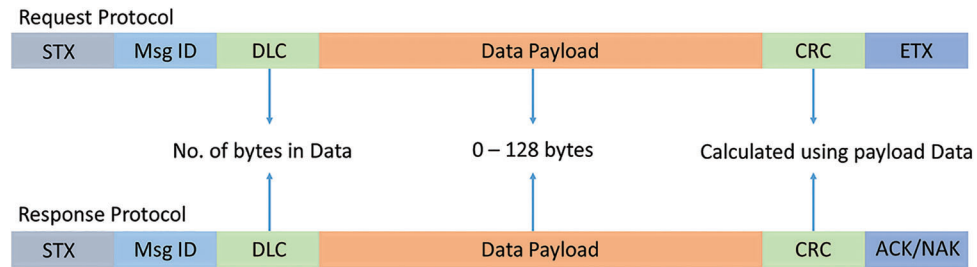 Request Protocol
STX Msg ID DLC Data Payload CRC ETX
No. of bytes in Data 0 – 128 bytes Calculated using payload Data
Response Protocol
STX Msg ID DLC Data Payload CRC ACK/NAK